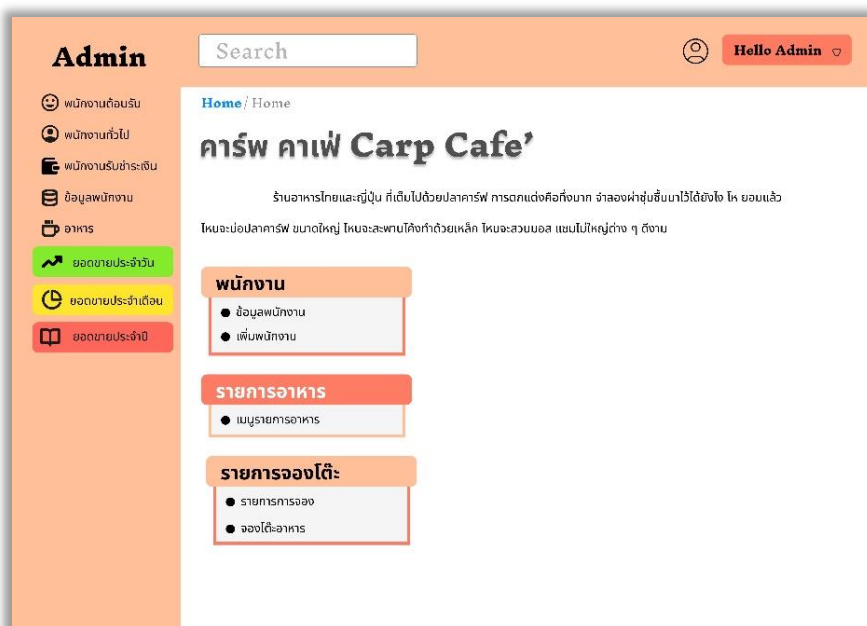 Admin
Search
Hello Admin
พนักงานต้อนรับ
พนักงานทั่วไป
พนักงานรับชำระเงิน
ข้อมูลพนักงาน
อาหาร
ยอดขายประจำวัน
ยอดขายประจำเดือน
ยอดขายประจำปี
Home / Home
คาร์พ คาเฟ่ Carp Cafe’
ร้านอาหารไทยและญี่ปุ่น ที่เต็มไปด้วยปลาคาร์ฟ การตกแต่งคือทึ่งมาก จำลองผ่าซุ่มชื้นมาไว้ได้ยังไง โห ยอมแล้ว
ไหนจะบ่อปลาคาร์ฟ ขนาดใหญ่ ไหนจะสะพานโค้งทำด้วยเหล็ก ไหนจะสวนมอส แซมไม้ใหญ่ต่าง ๆ ดีงาม
พนักงาน
ข้อมูลพนักงาน
เพิ่มพนักงาน
รายการอาหาร
เมนูรายการอาหาร
รายการจองโต๊ะ
รายการการจอง
จองโต๊ะอาหาร